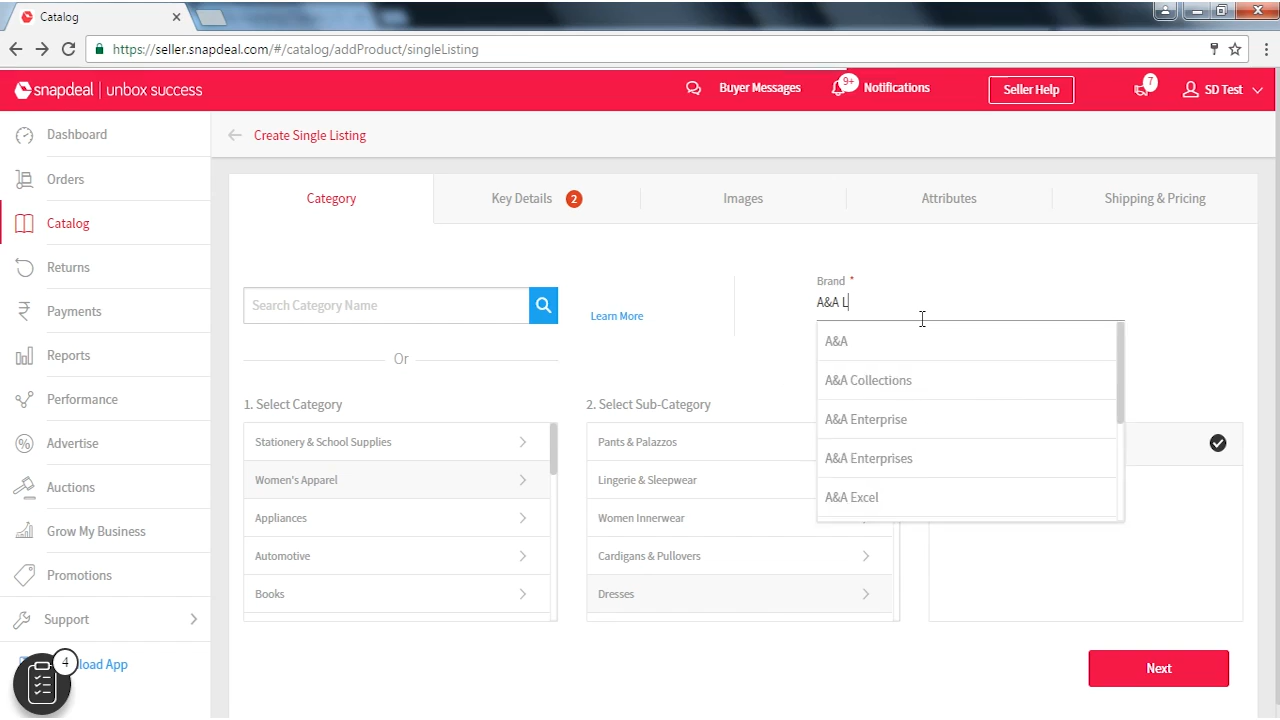 Catalog
https://seller.snapdeal.com/#/catalog/addProduct/singleListing
snapdeal | unbox success
Buyer Messages
9+
Notifications
Seller Help
7
SD Test
Dashboard
Orders
Catalog
Returns
Payments
Reports
Performance
Advertise
Auctions
Grow My Business
Promotions
Support
4
load App
Create Single Listing
Category
Key Details 2
Images
Attributes
Shipping & Pricing
Search Category Name
Learn More
Or
Brand *
A&A L
A&A
A&A Collections
A&A Enterprise
A&A Enterprises
A&A Excel
1. Select Category
Stationery & School Supplies
Women's Apparel
Appliances
Automotive
Books
2. Select Sub-Category
Pants & Palazzos
Lingerie & Sleepwear
Women Innerwear
Cardigans & Pullovers
Dresses
Next